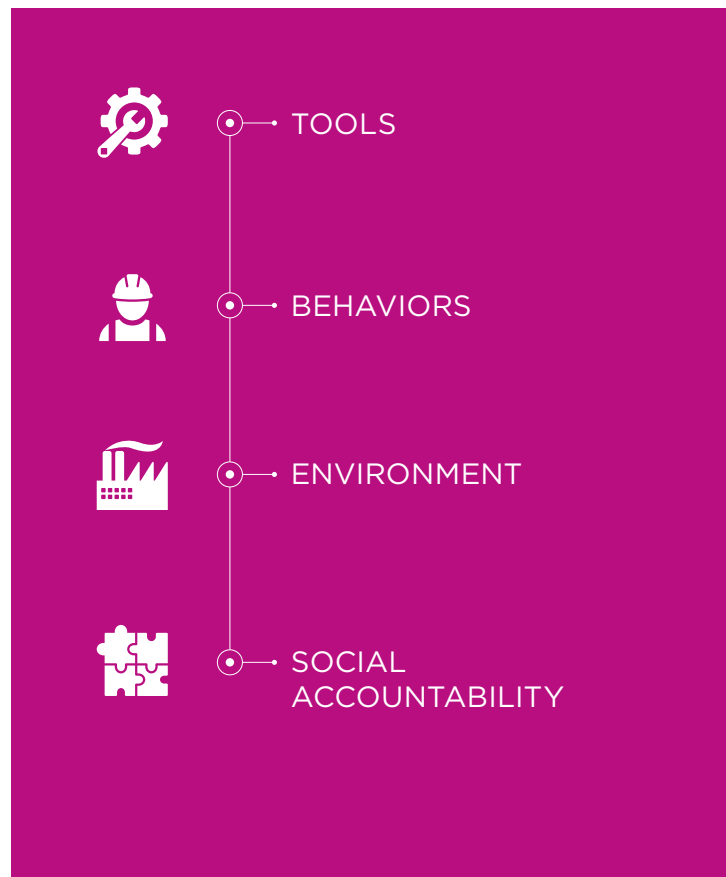 TOOLS
BEHAVIORS
ENVIRONMENT
SOCIAL
ACCOUNTABILITY